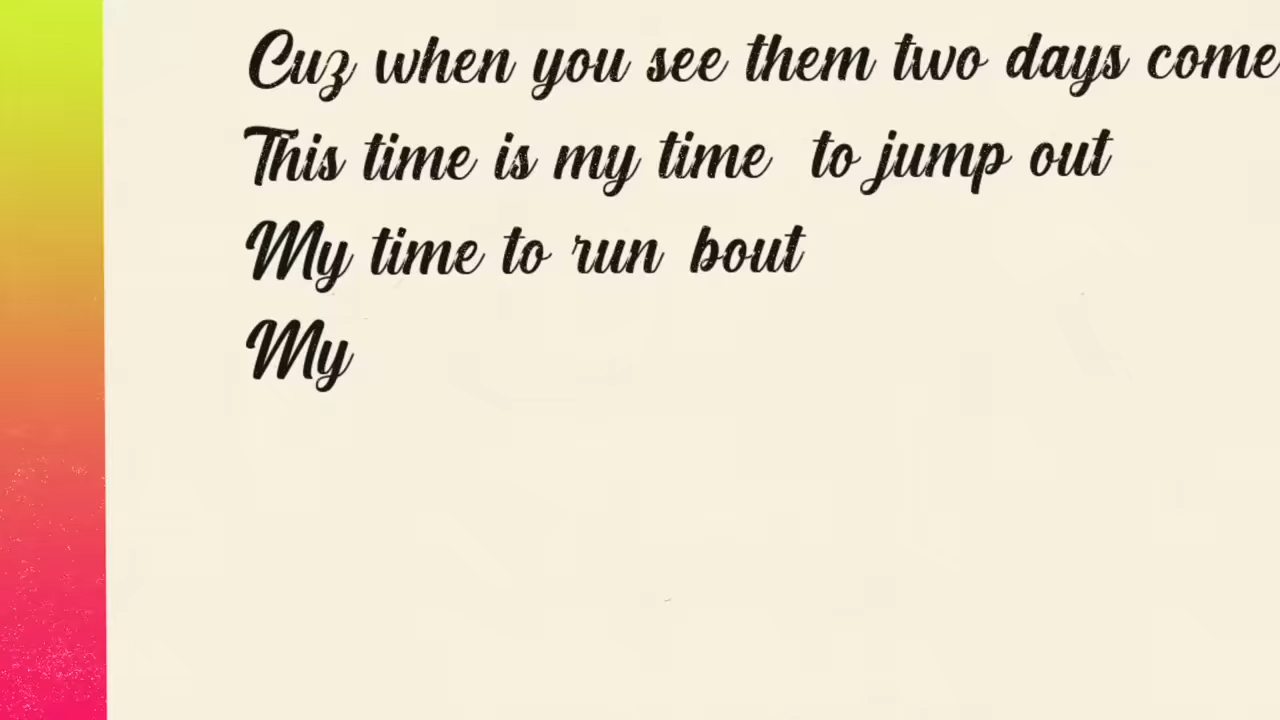 Cuz when you see them two days come
This time is my time to jump out
My time to run bout
My